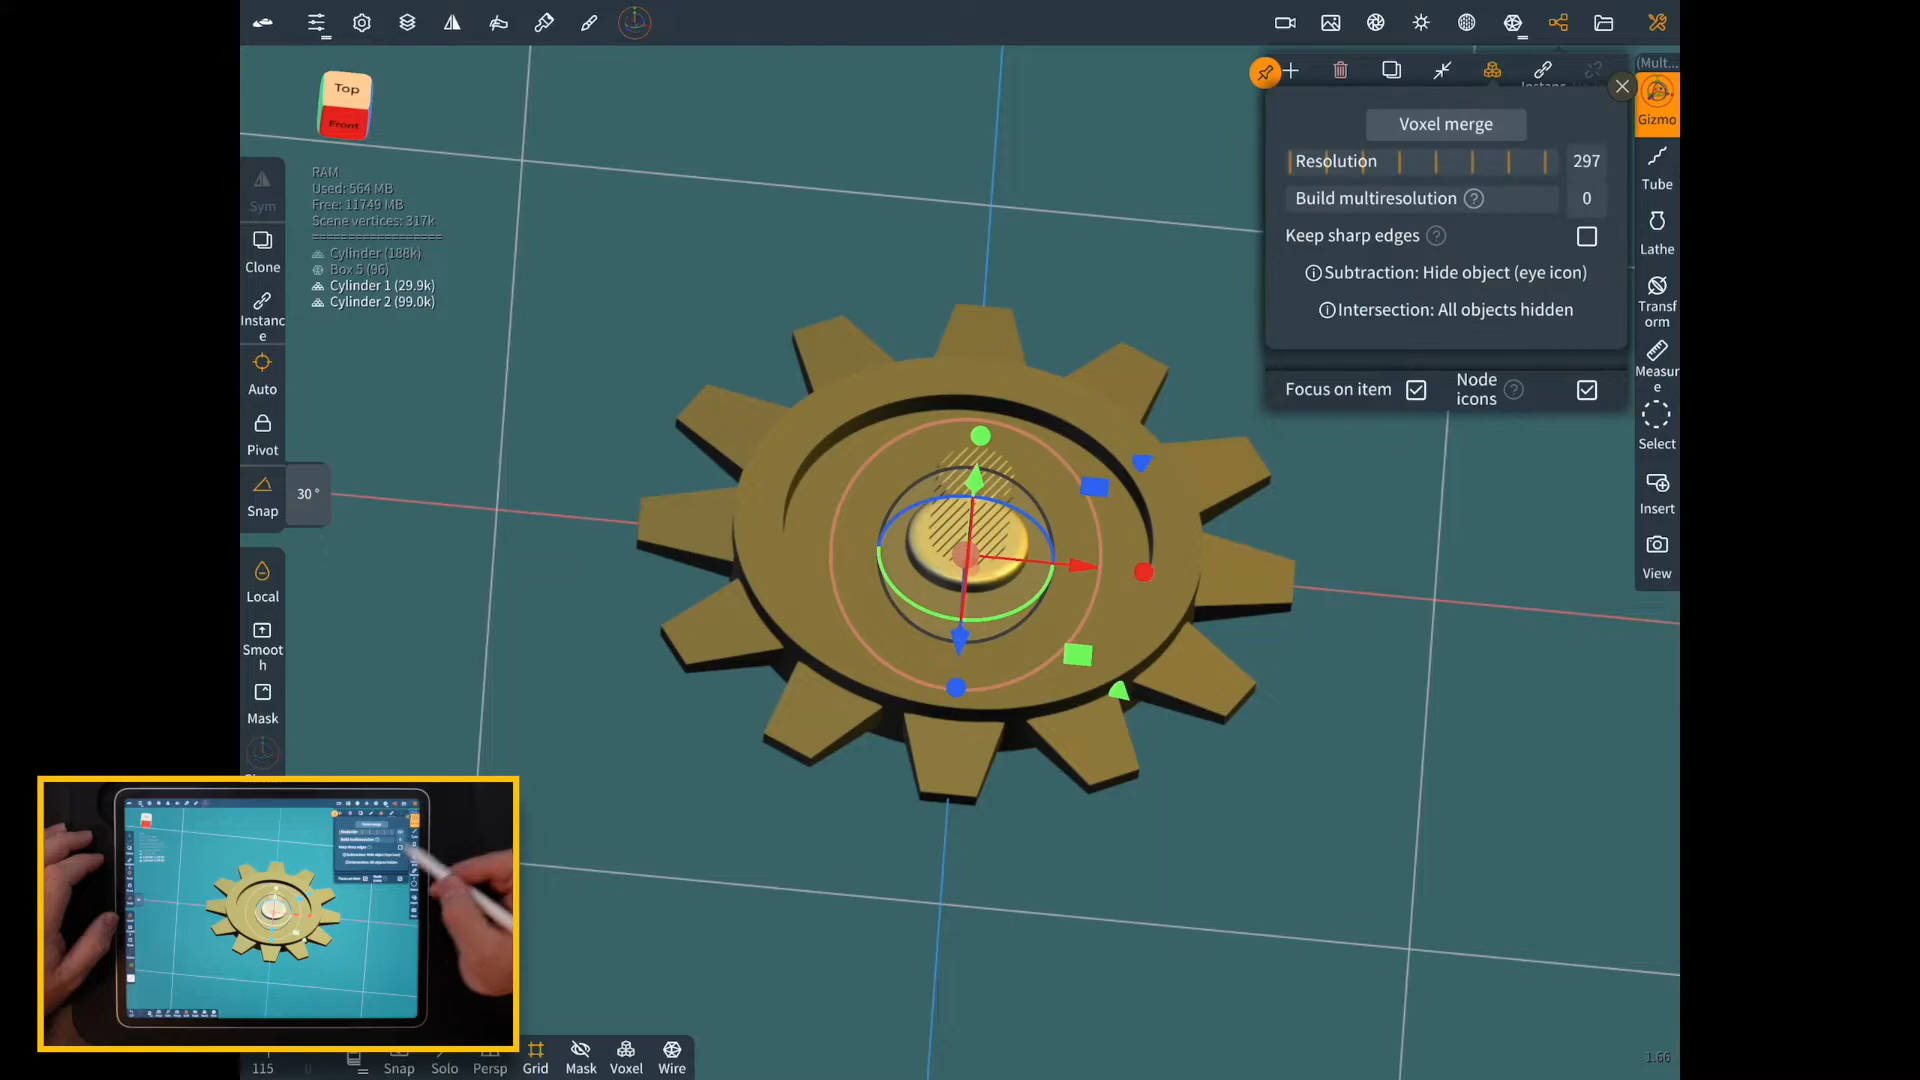 (Mult...
Top
Front
Voxel merge
Resolution 297
Build multiresolution ? 0
Keep sharp edges ?
Subtraction: Hide object (eye icon)
Intersection: All objects hidden
Focus on item
Node icons ?
RAM
Used: 564 MB
Free: 11749 MB
Scene vertices: 317k
==================
Cylinder (188k)
Box 5 (96)
Cylinder 1 (29.9k)
Cylinder 2 (99.0k)
Sym
Clone
Instanc
e
Auto
Pivot
Snap
30°
Local
Smoot
h
Mask
Gizmo
Tube
Lathe
Transf
orm
Measur
e
Select
Insert
View
115
0
Snap
Solo
Persp
Grid
Mask
Voxel
Wire
1.66